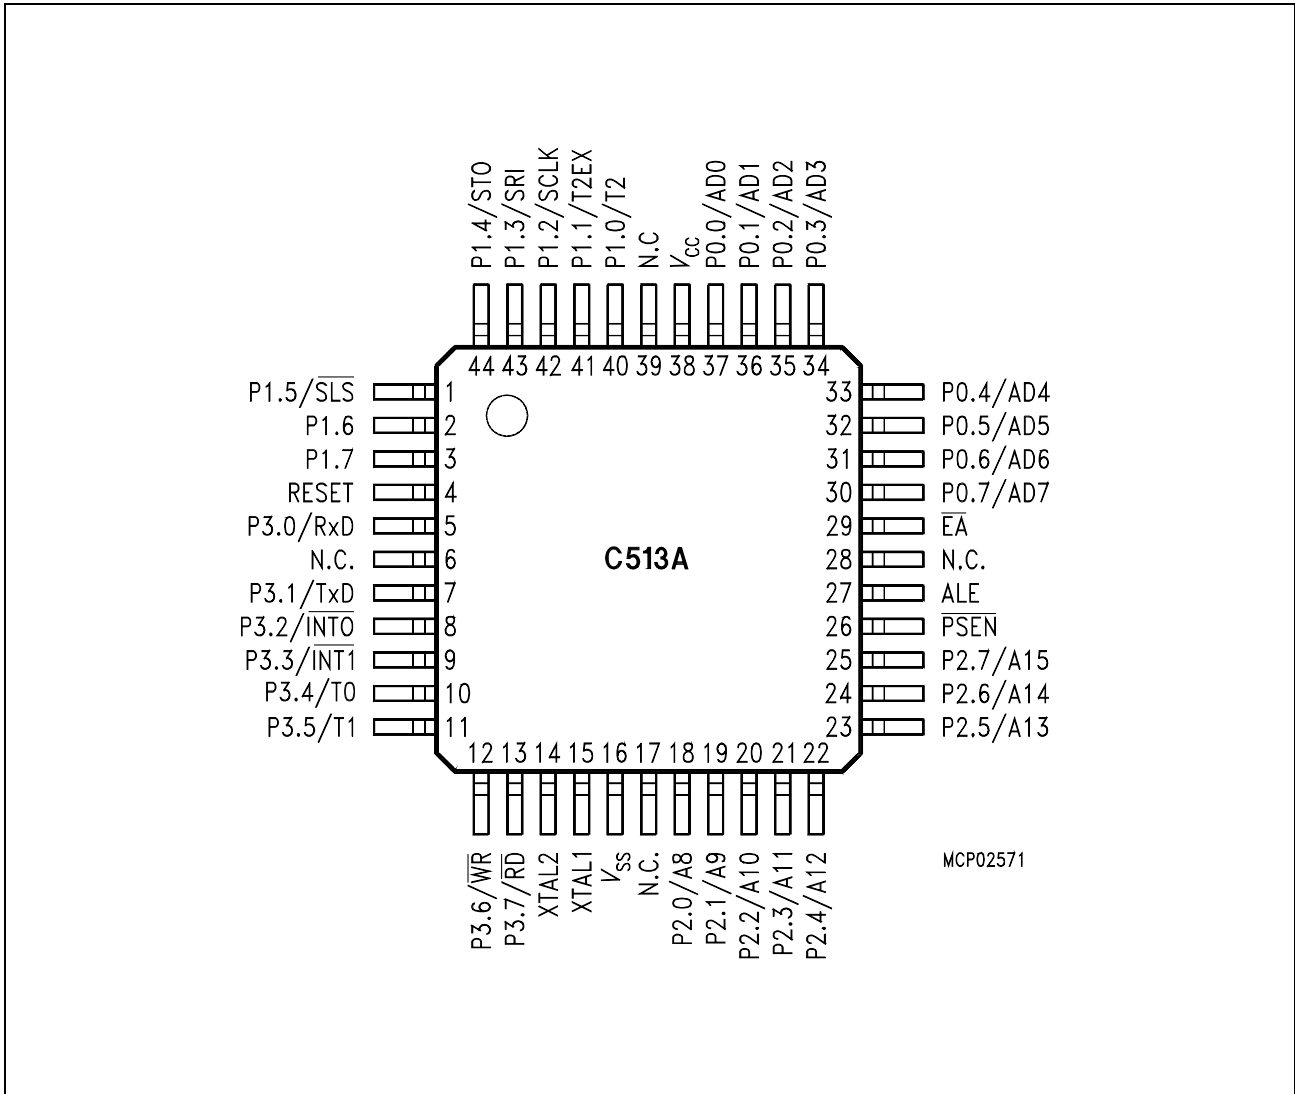 P1.4/STO
P1.3/SRI
P1.2/SCLK
P1.1/T2EX
P1.0/T2
N.C
VCC
P0.0/AD0
P0.1/AD1
P0.2/AD2
P0.3/AD3
44 43 42 41 40 39 38 37 36 35 34
P1.5/S̅L̅S̅ 1
P1.6 2
P1.7 3
RESET 4
P3.0/RxD 5
N.C. 6
P3.1/TxD 7
P3.2/I̅N̅T̅0̅ 8
P3.3/I̅N̅T̅1̅ 9
P3.4/T0 10
P3.5/T1 11
C513A
33 P0.4/AD4
32 P0.5/AD5
31 P0.6/AD6
30 P0.7/AD7
29 E̅A̅
28 N.C.
27 ALE
26 P̅S̅E̅N̅
25 P2.7/A15
24 P2.6/A14
23 P2.5/A13
12 13 14 15 16 17 18 19 20 21 22
P3.6/W̅R̅
P3.7/R̅D̅
XTAL2
XTAL1
VSS
N.C.
P2.0/A8
P2.1/A9
P2.2/A10
P2.3/A11
P2.4/A12
MCP02571